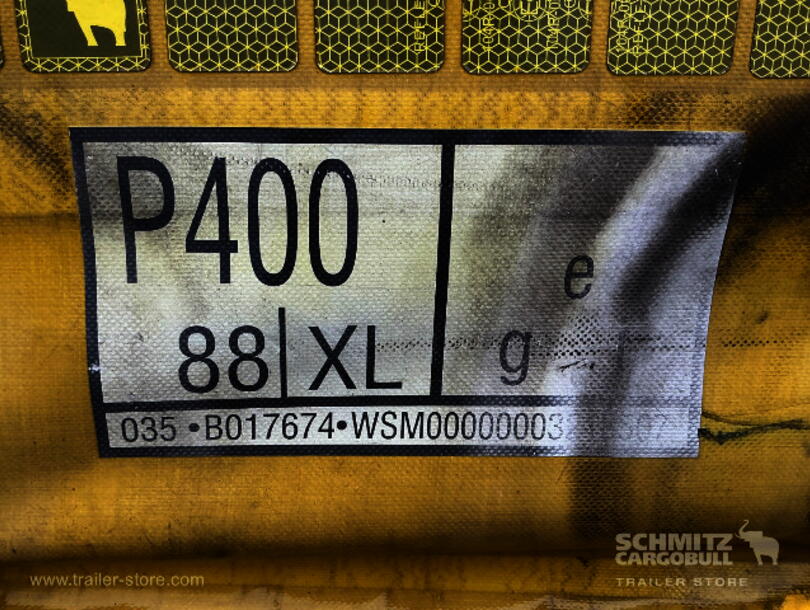 P400
e
88 XL
g
035 •B017674•WSM00000003
SCHMITZ
CARGOBULL
TRAILER STORE
www.trailer-store.com